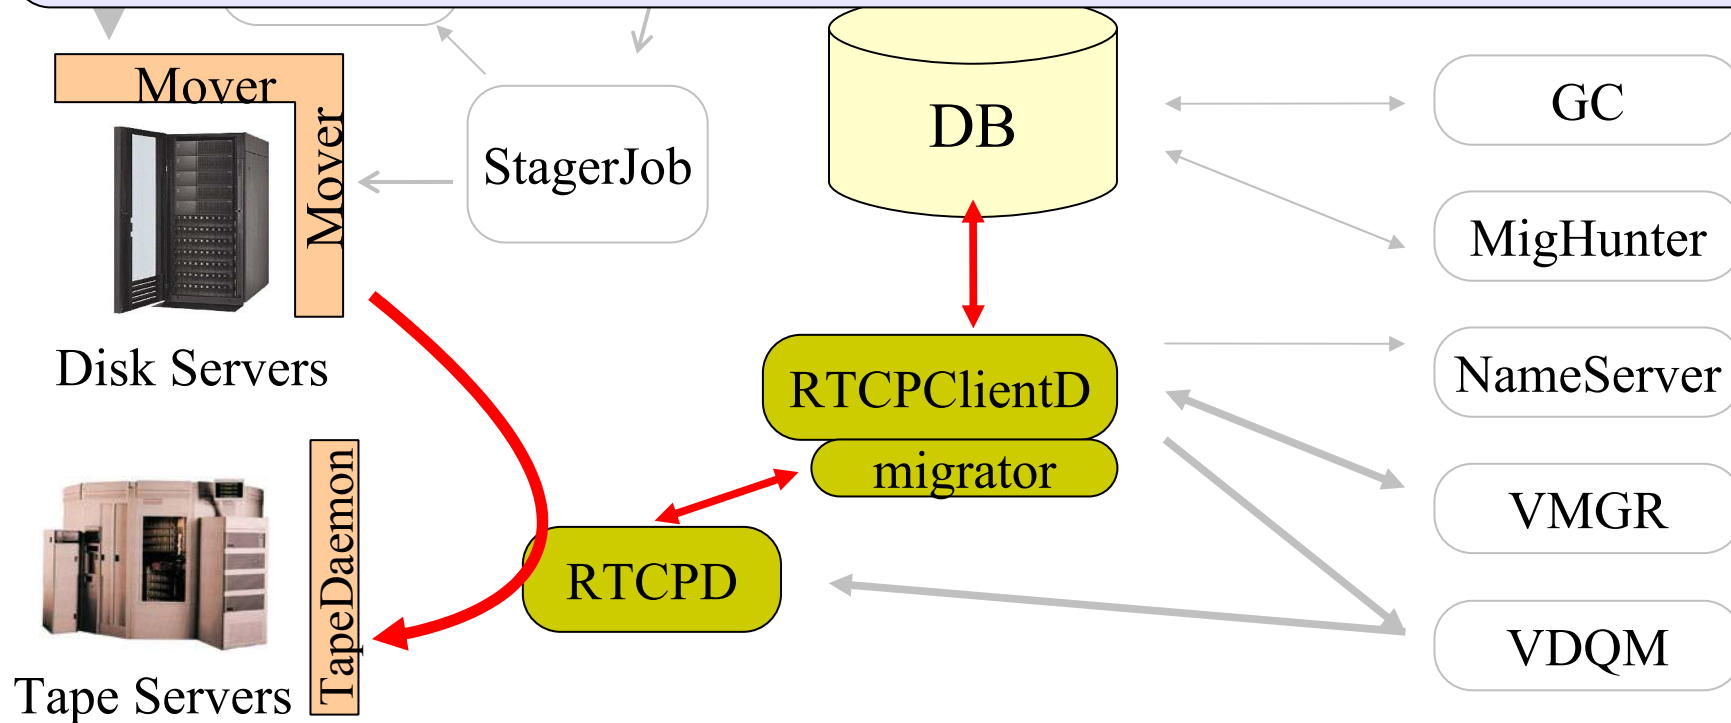 Mover
Mover
StagerJob
DB
GC
MigHunter
Disk Servers
RTCPClientD
NameServer
migrator
VMGR
TapeDaemon
RTCPD
VDQM
Tape Servers